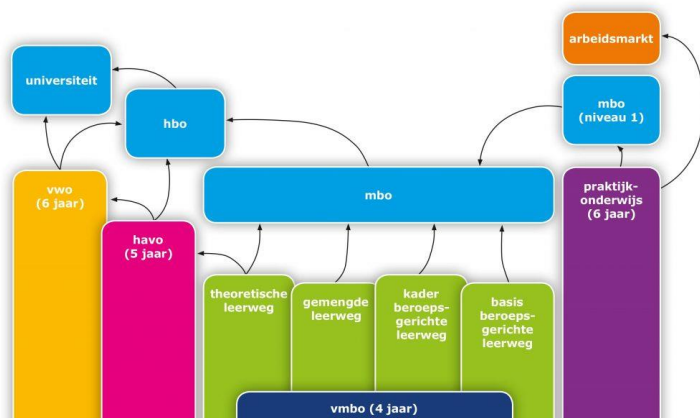 arbeidsmarkt
universiteit
mbo
(niveau 1)
hbo
vwo
(6 jaar)
mbo
praktijk-
onderwijs
(6 jaar)
havo
(5 jaar)
theoretische
leerweg
gemengde
leerweg
kader
beroeps-
gerichte
leerweg
basis
beroeps-
gerichte
leerweg
vmbo (4 jaar)